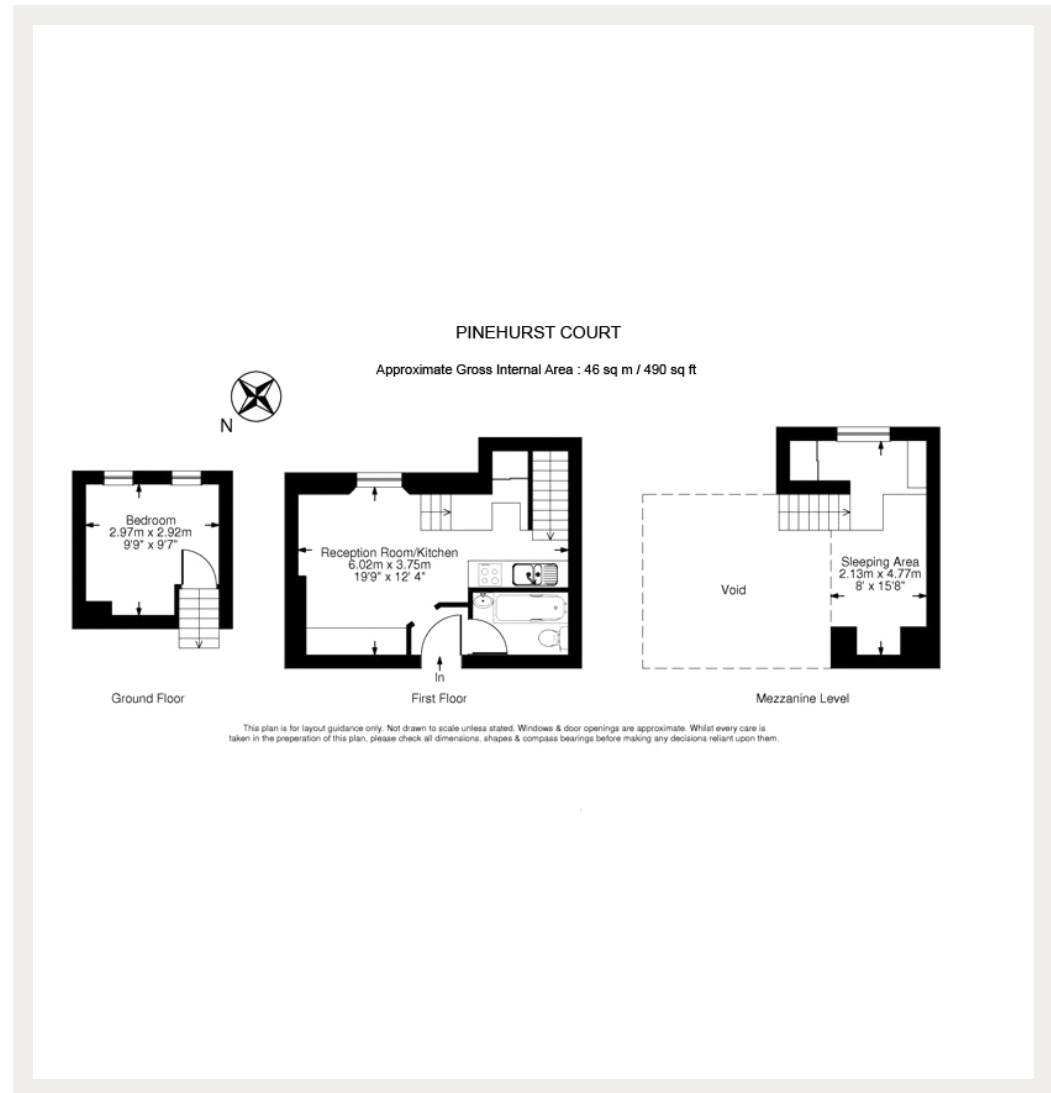 PINEHURST COURT
Approximate Gross Internal Area : 46 sq m / 490 sq ft
N
Bedroom
2.97m x 2.92m
9'9" x 9'7"
Reception Room/Kitchen
6.02m x 3.75m
19'9" x 12' 4"
In
Void
Sleeping Area
2.13m x 4.77m
8' x 15'8"
Ground Floor
First Floor
Mezzanine Level
This plan is for layout guidance only. Not drawn to scale unless stated. Windows & door openings are approximate. Whilst every care is
taken in the preperation of this plan, please check all dimensions, shapes & compass bearings before making any decisions reliant upon them.